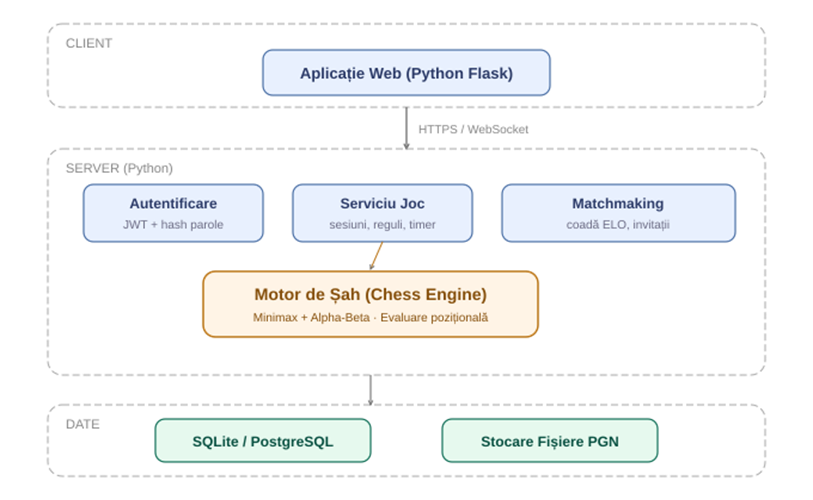 CLIENT
Aplicație Web (Python Flask)
HTTPS / WebSocket
SERVER (Python)
Autentificare
JWT + hash parole
Serviciu Joc
sesiuni, reguli, timer
Matchmaking
coadă ELO, invitații
Motor de Șah (Chess Engine)
Minimax + Alpha-Beta · Evaluare pozițională
DATE
SQLite / PostgreSQL
Stocare Fișiere PGN